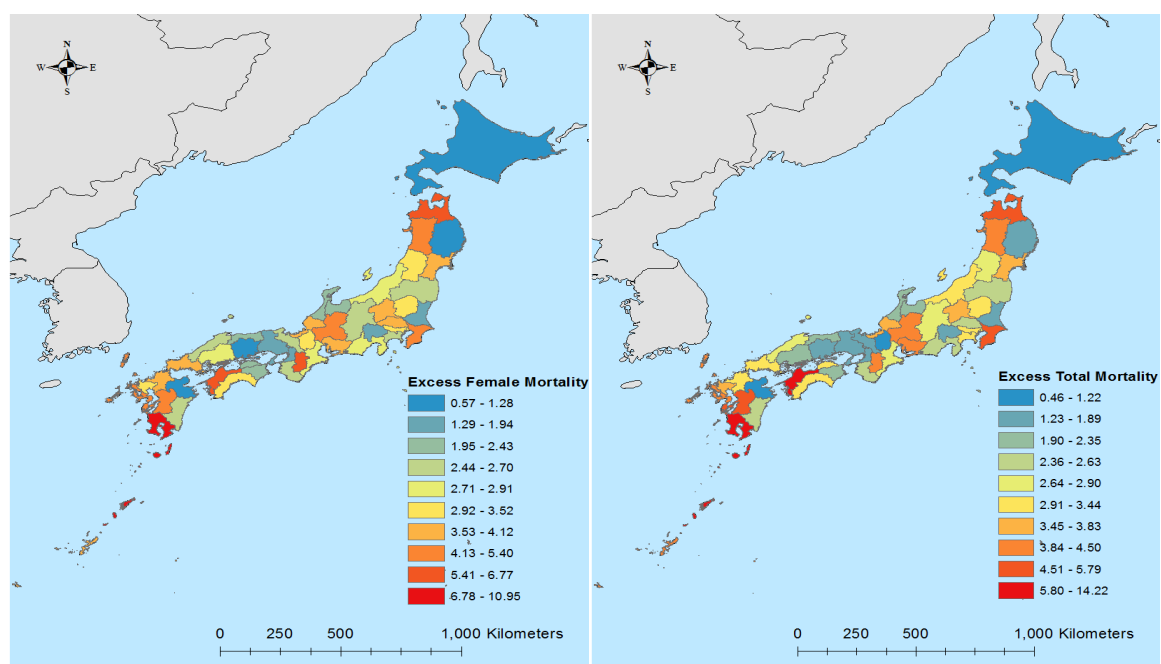 N
W E
S
Excess Female Mortality
0.57 - 1.28
1.29 - 1.94
1.95 - 2.43
2.44 - 2.70
2.71 - 2.91
2.92 - 3.52
3.53 - 4.12
4.13 - 5.40
5.41 - 6.77
6.78 - 10.95
0 250 500 1,000 Kilometers
N
W E
S
Excess Total Mortality
0.46 - 1.22
1.23 - 1.89
1.90 - 2.35
2.36 - 2.63
2.64 - 2.90
2.91 - 3.44
3.45 - 3.83
3.84 - 4.50
4.51 - 5.79
5.80 - 14.22
0 250 500 1,000 Kilometers